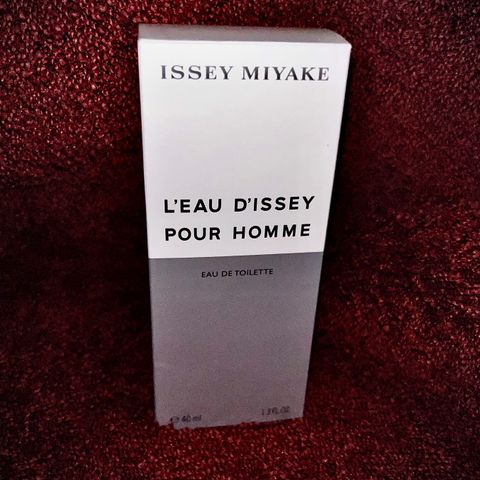 ISSEY MIYAKE
L'EAU D'ISSEY
POUR HOMME
EAU DE TOILETTE
℮ 40 ml 1.3 FL.OZ.